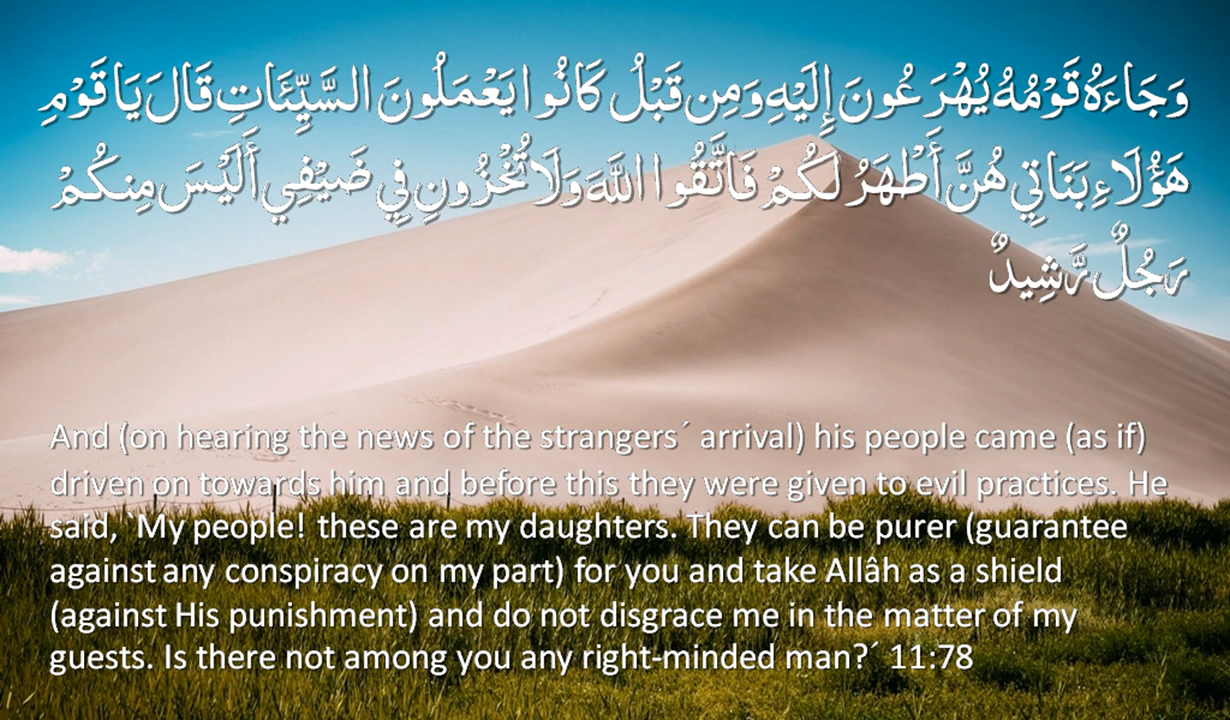 وَجَاءَهُ قَوْمُهُ يُهْرَعُونَ إِلَيْهِ وَمِن قَبْلُ كَانُوا يَعْمَلُونَ السَّيِّئَاتِ قَالَ يَا قَوْمِ
هَؤُلَاءِ بَنَاتِي هُنَّ أَطْهَرُ لَكُمْ فَاتَّقُوا اللَّهَ وَلَا تُخْزُونِ فِي ضَيْفِي أَلَيْسَ مِنكُمْ
رَجُلٌ رَّشِيدٌ
And (on hearing the news of the strangers´ arrival) his people came (as if)
driven on towards him and before this they were given to evil practices. He
said, `My people! these are my daughters. They can be purer (guarantee
against any conspiracy on my part) for you and take Allâh as a shield
(against His punishment) and do not disgrace me in the matter of my
guests. Is there not among you any right-minded man?´ 11:78